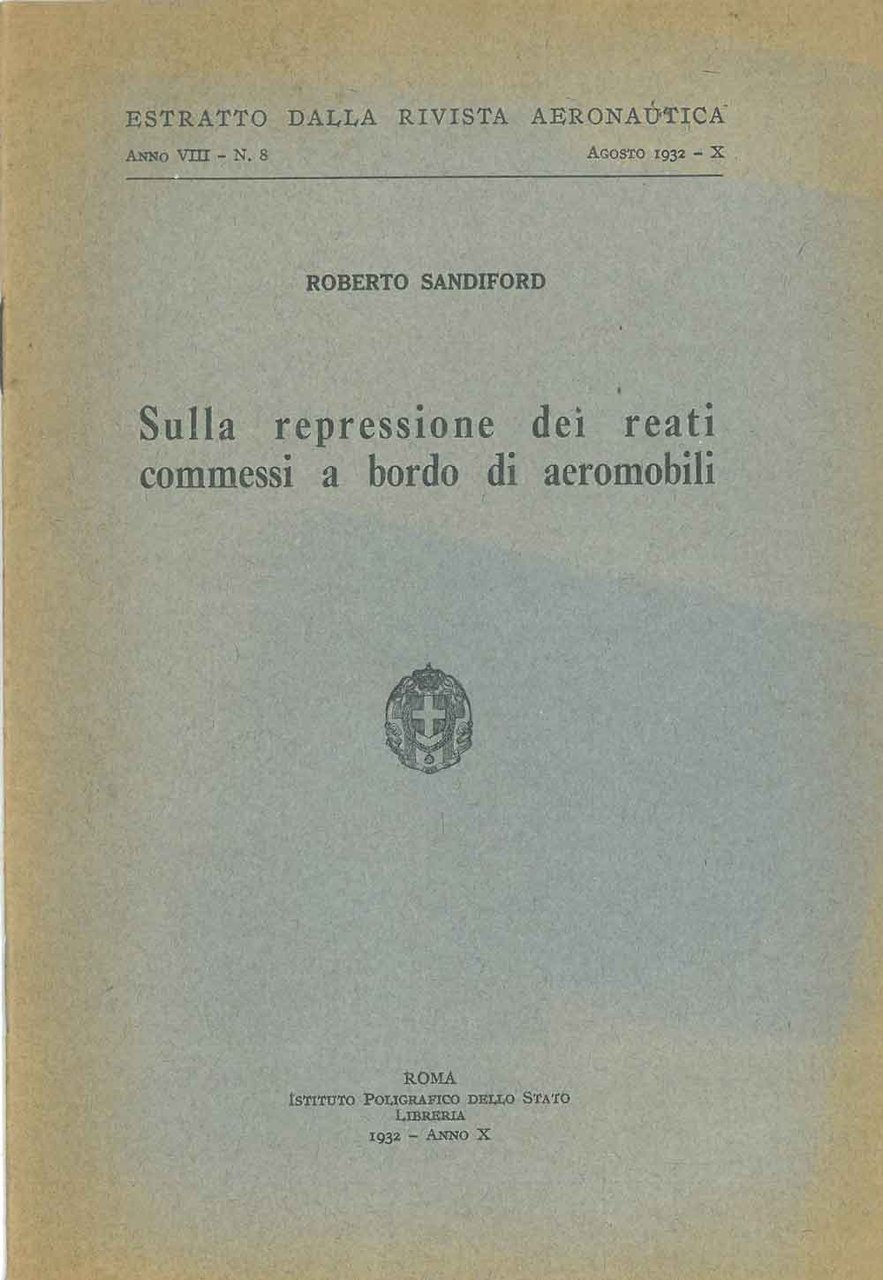 ESTRATTO DALLA RIVISTA AERONAUTICA
ANNO VIII - N. 8 AGOSTO 1932 - X
ROBERTO SANDIFORD
Sulla repressione dei reati
commessi a bordo di aeromobili
ROMA
ISTITUTO POLIGRAFICO DELLO STATO
LIBRERIA
1932 - ANNO X